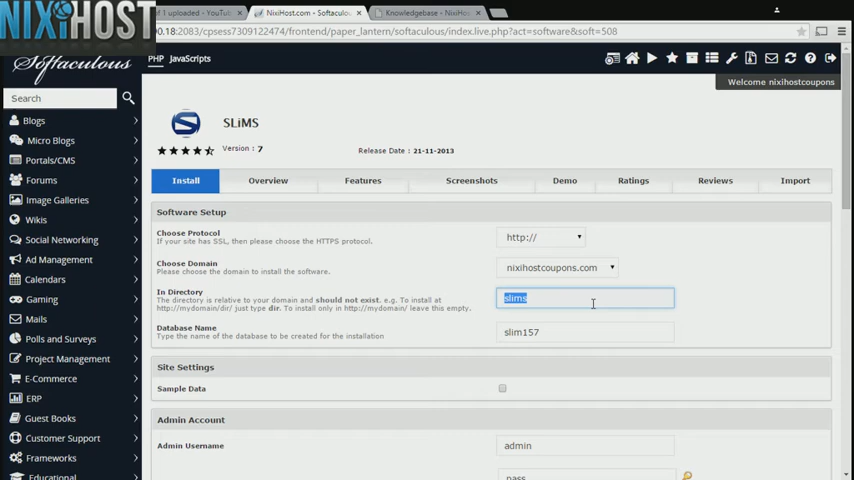 NIXIHOST
of 1 uploaded - YouTu
NixiHost.com - Softaculou
Knowledgebase - NixiHo
00.18:2083/cpsess7309122474/frontend/paper_lantern/softaculous/index.live.php?act=software&soft=508
Softaculous
PHP JavaScripts
Welcome nixihostcoupons
Search
Blogs
Micro Blogs
Portals/CMS
Forums
Image Galleries
Wikis
Social Networking
Ad Management
Calendars
Gaming
Mails
Polls and Surveys
Project Management
E-Commerce
ERP
Guest Books
Customer Support
Frameworks
Educational
SLiMS
Version : 7
Release Date : 21-11-2013
Install Overview Features Screenshots Demo Ratings Reviews Import
Software Setup
Choose Protocol
If your site has SSL, then please choose the HTTPS protocol.
http://
Choose Domain
Please choose the domain to install the software.
nixihostcoupons.com
In Directory
The directory is relative to your domain and should not exist. e.g. To install at
http://mydomain/dir/ just type dir. To install only in http://mydomain/ leave this empty.
slims
Database Name
Type the name of the database to be created for the installation
slim157
Site Settings
Sample Data
Admin Account
Admin Username
admin
pass